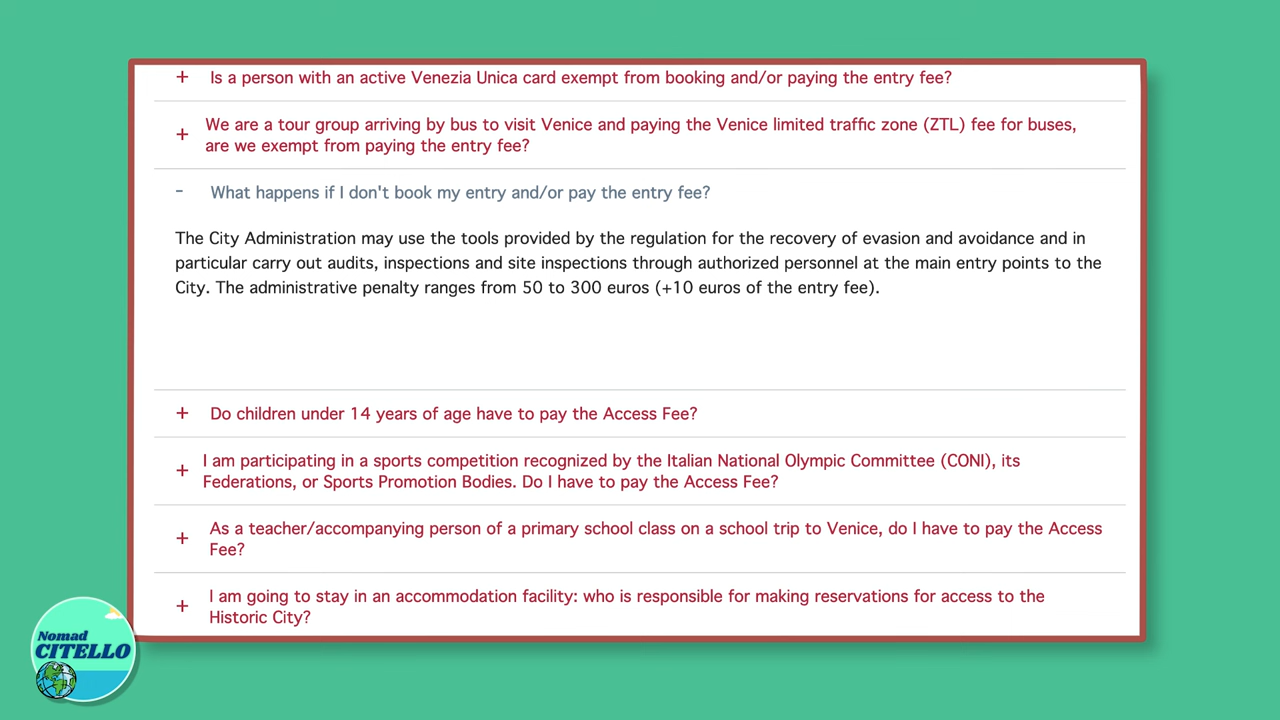 + Is a person with an active Venezia Unica card exempt from booking and/or paying the entry fee?
+ We are a tour group arriving by bus to visit Venice and paying the Venice limited traffic zone (ZTL) fee for buses,
are we exempt from paying the entry fee?
- What happens if I don't book my entry and/or pay the entry fee?
The City Administration may use the tools provided by the regulation for the recovery of evasion and avoidance and in
particular carry out audits, inspections and site inspections through authorized personnel at the main entry points to the
City. The administrative penalty ranges from 50 to 300 euros (+10 euros of the entry fee).
+ Do children under 14 years of age have to pay the Access Fee?
+ I am participating in a sports competition recognized by the Italian National Olympic Committee (CONI), its
Federations, or Sports Promotion Bodies. Do I have to pay the Access Fee?
+ As a teacher/accompanying person of a primary school class on a school trip to Venice, do I have to pay the Access
Fee?
+ I am going to stay in an accommodation facility: who is responsible for making reservations for access to the
Historic City?
Nomad
CITELLO